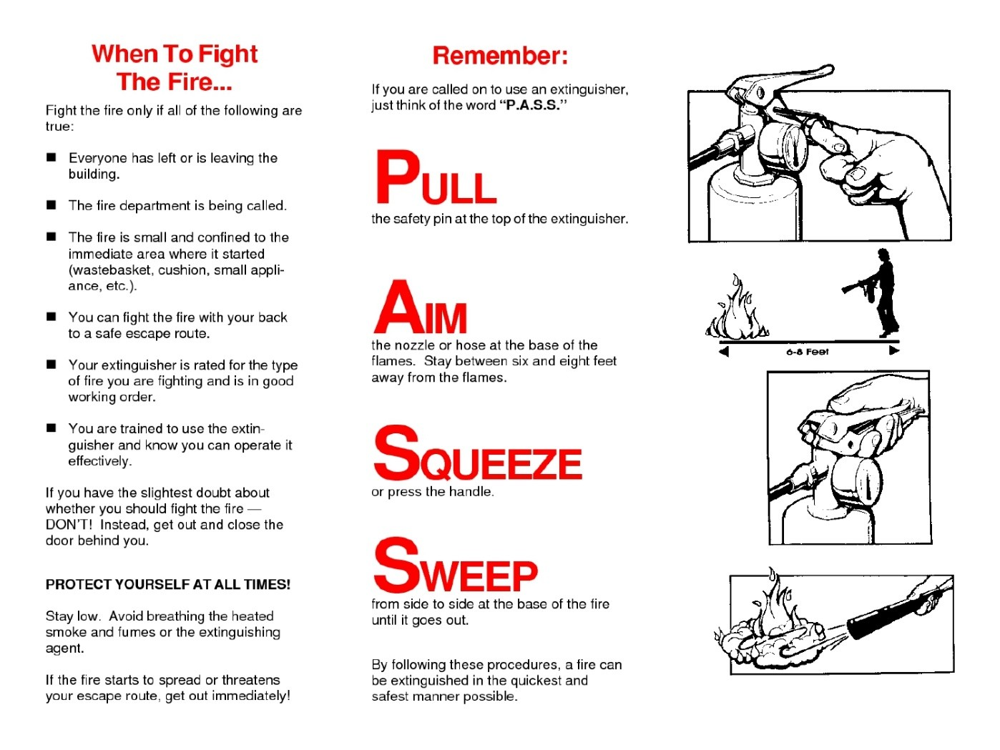 When To Fight
The Fire...
Fight the fire only if all of the following are
true:
■ Everyone has left or is leaving the
building.
■ The fire department is being called.
■ The fire is small and confined to the
immediate area where it started
(wastebasket, cushion, small appli-
ance, etc.).
■ You can fight the fire with your back
to a safe escape route.
■ Your extinguisher is rated for the type
of fire you are fighting and is in good
working order.
■ You are trained to use the extin-
guisher and know you can operate it
effectively.
If you have the slightest doubt about
whether you should fight the fire —
DON'T! Instead, get out and close the
door behind you.
PROTECT YOURSELF AT ALL TIMES!
Stay low. Avoid breathing the heated
smoke and fumes or the extinguishing
agent.
If the fire starts to spread or threatens
your escape route, get out immediately!
Remember:
If you are called on to use an extinguisher,
just think of the word “P.A.S.S.”
PULL
the safety pin at the top of the extinguisher.
AIM
the nozzle or hose at the base of the
flames. Stay between six and eight feet
away from the flames.
SQUEEZE
or press the handle.
SWEEP
from side to side at the base of the fire
until it goes out.
By following these procedures, a fire can
be extinguished in the quickest and
safest manner possible.
6-8 Feet